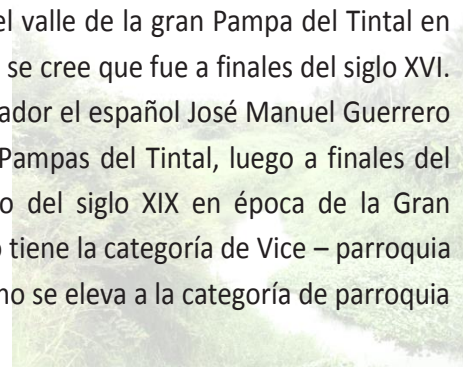 el valle de la gran Pampa del Tintal en
se cree que fue a finales del siglo XVI.
ador el español José Manuel Guerrero
Pampas del Tintal, luego a finales del
o del siglo XIX en época de la Gran
tiene la categoría de Vice – parroquia
no se eleva a la categoría de parroquia